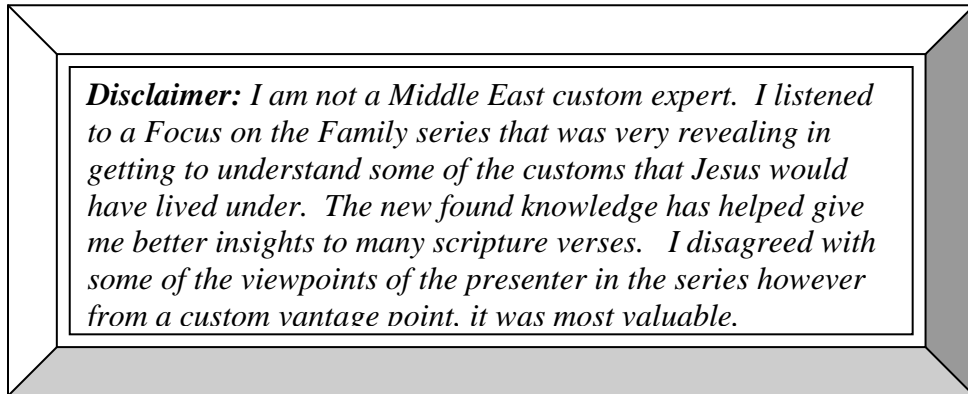 Disclaimer: I am not a Middle East custom expert. I listened
to a Focus on the Family series that was very revealing in
getting to understand some of the customs that Jesus would
have lived under. The new found knowledge has helped give
me better insights to many scripture verses. I disagreed with
some of the viewpoints of the presenter in the series however
from a custom vantage point, it was most valuable.